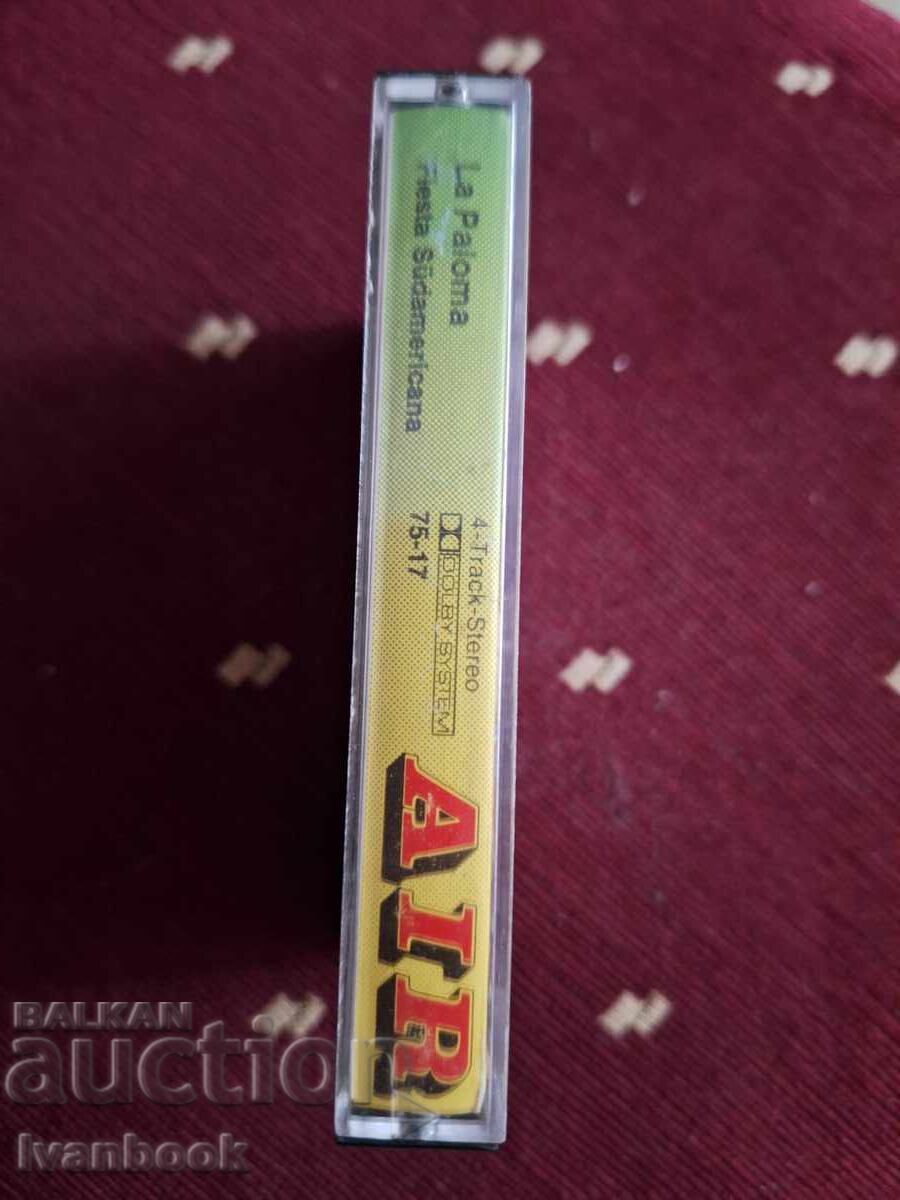 La Paloma
Fiesta Südamericana
4-Track-Stereo
DOLBY SYSTEM
75-17
AIR
BALKAN
auction
Ivanbook